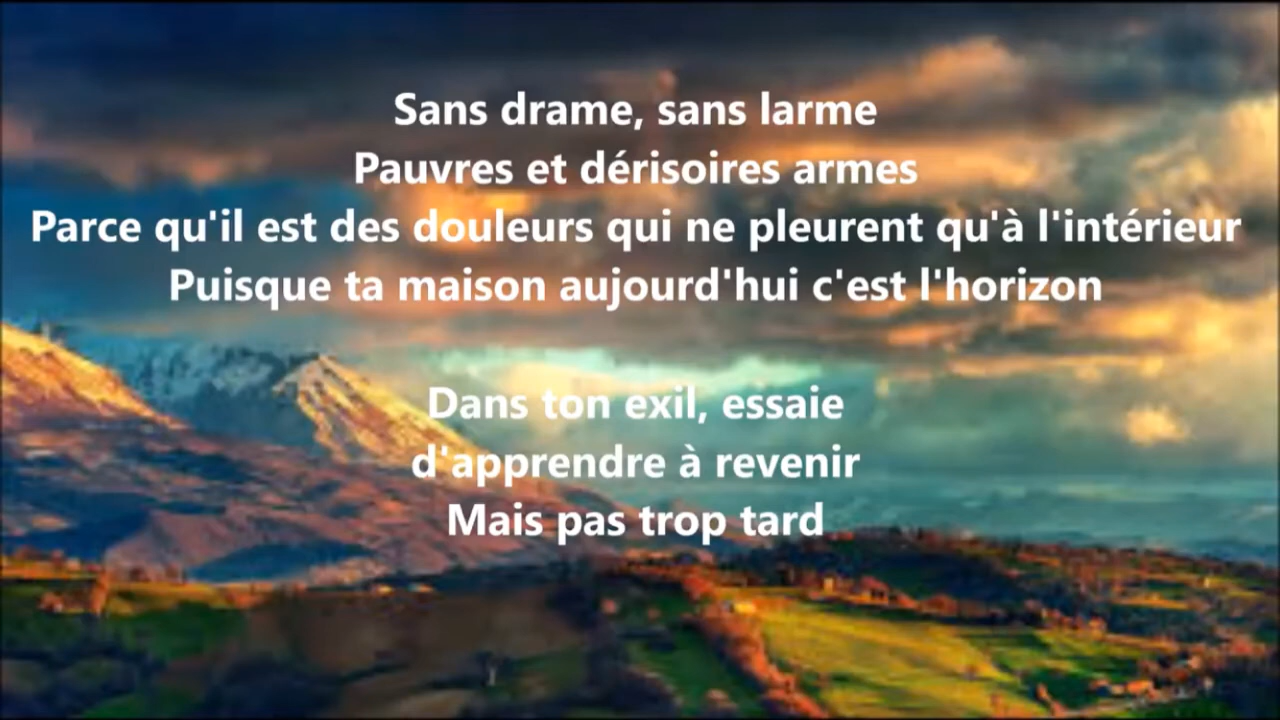 Sans drame, sans larme
Pauvres et dérisoires armes
Parce qu'il est des douleurs qui ne pleurent qu'à l'intérieur
Puisque ta maison aujourd'hui c'est l'horizon
Dans ton exil, essaie
d'apprendre à revenir
Mais pas trop tard